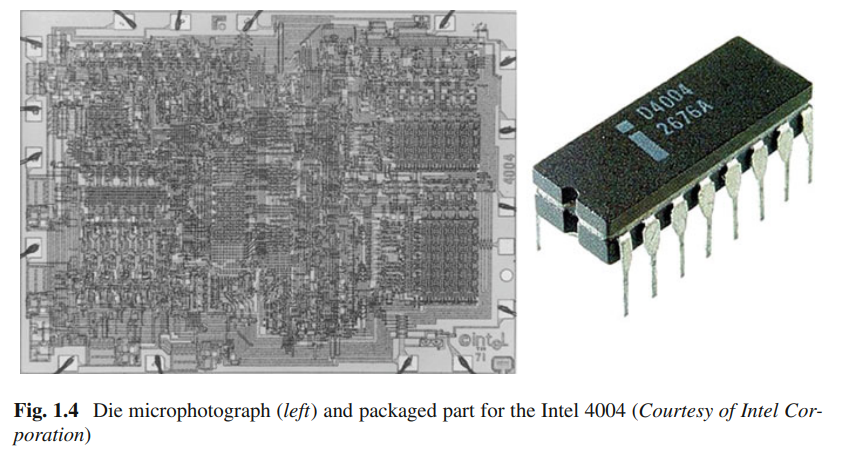 4004
©intel
71
D4004
2676A
Fig. 1.4 Die microphotograph (left) and packaged part for the Intel 4004 (Courtesy of Intel Cor-
poration)